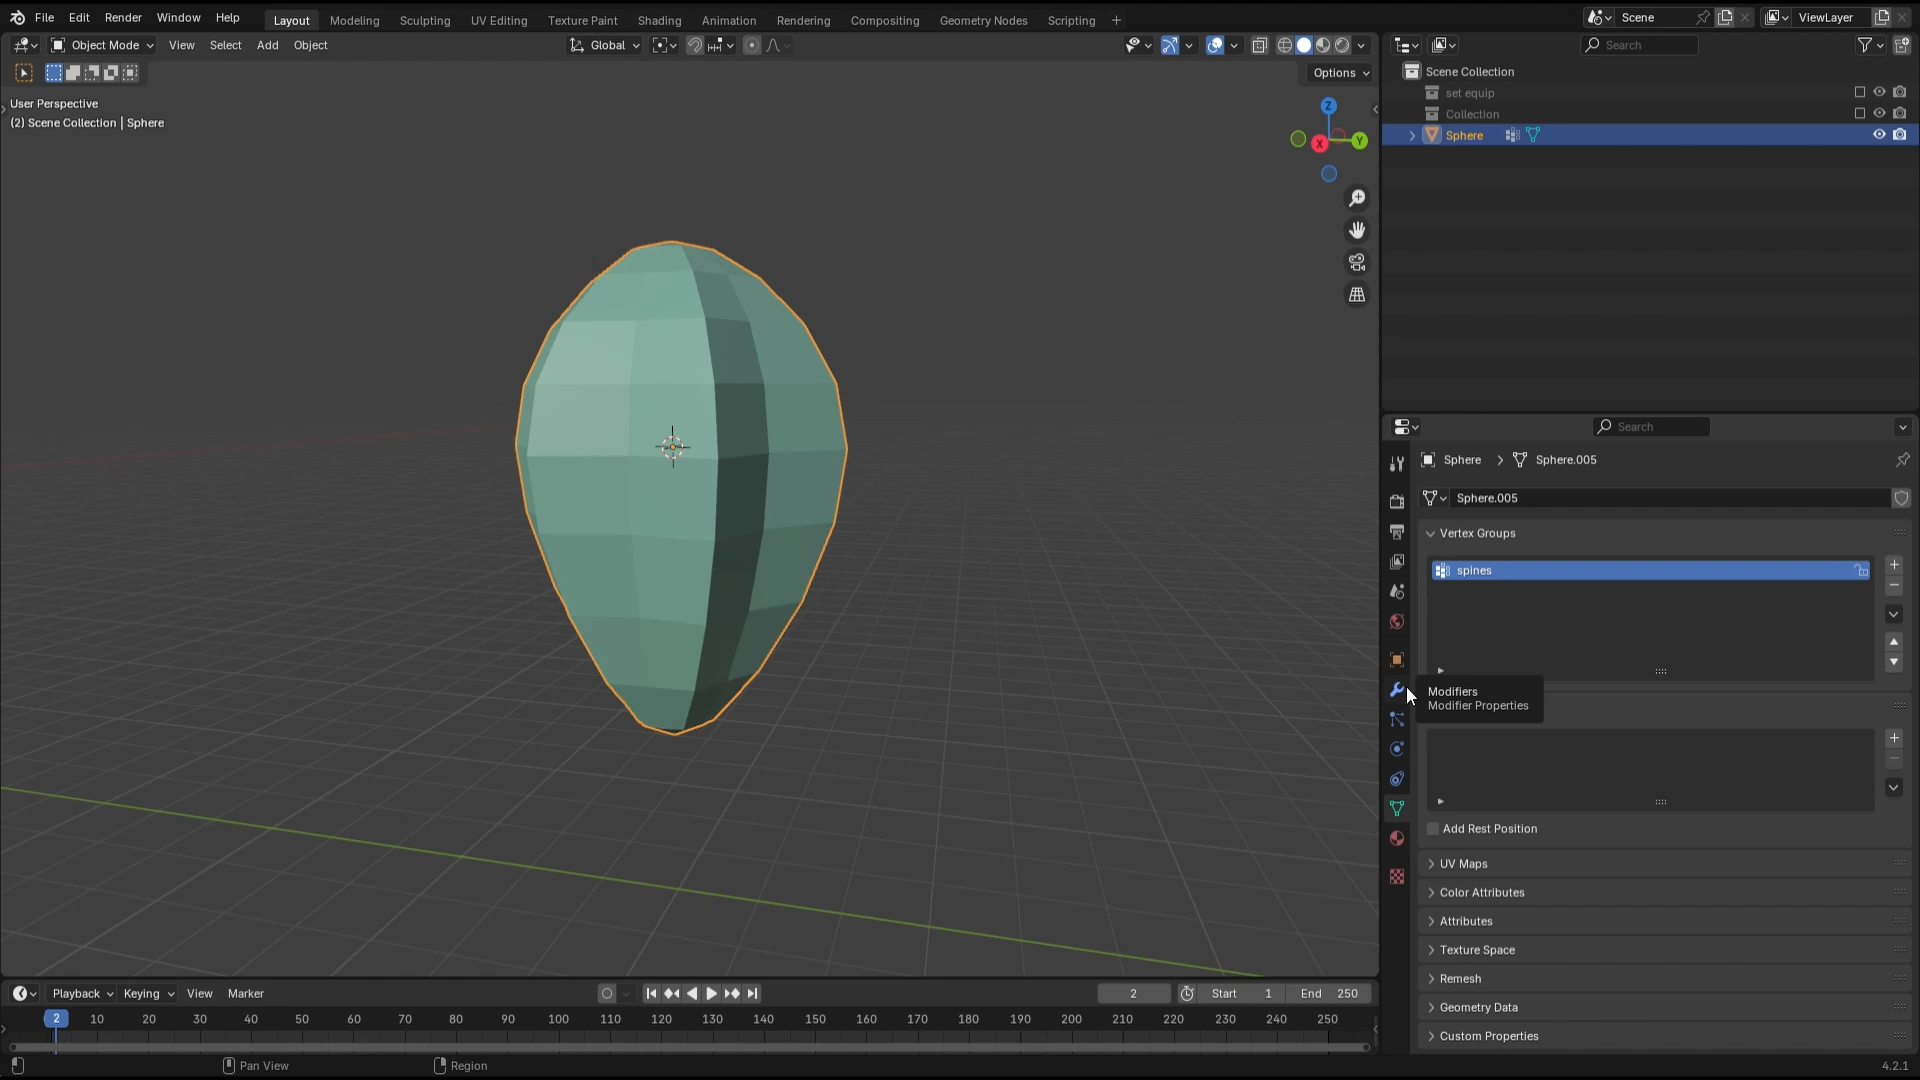 File Edit Render Window Help Layout Modeling Sculpting UV Editing Texture Paint Shading Animation Rendering Compositing Geometry Nodes Scripting + Scene ViewLayer
Object Mode View Select Add Object Global Search
Options
User Perspective
(2) Scene Collection | Sphere
Z
X Y
Scene Collection
set equip
Collection
Sphere
Search
Sphere > Sphere.005
Sphere.005
Vertex Groups
spines
Modifiers
Modifier Properties
Add Rest Position
UV Maps
Color Attributes
Attributes
Texture Space
Remesh
Geometry Data
Custom Properties
Playback Keying View Marker 2 Start 1 End 250
2 10 20 30 40 50 60 70 80 90 100 110 120 130 140 150 160 170 180 190 200 210 220 230 240 250
Pan View Region 4.2.1